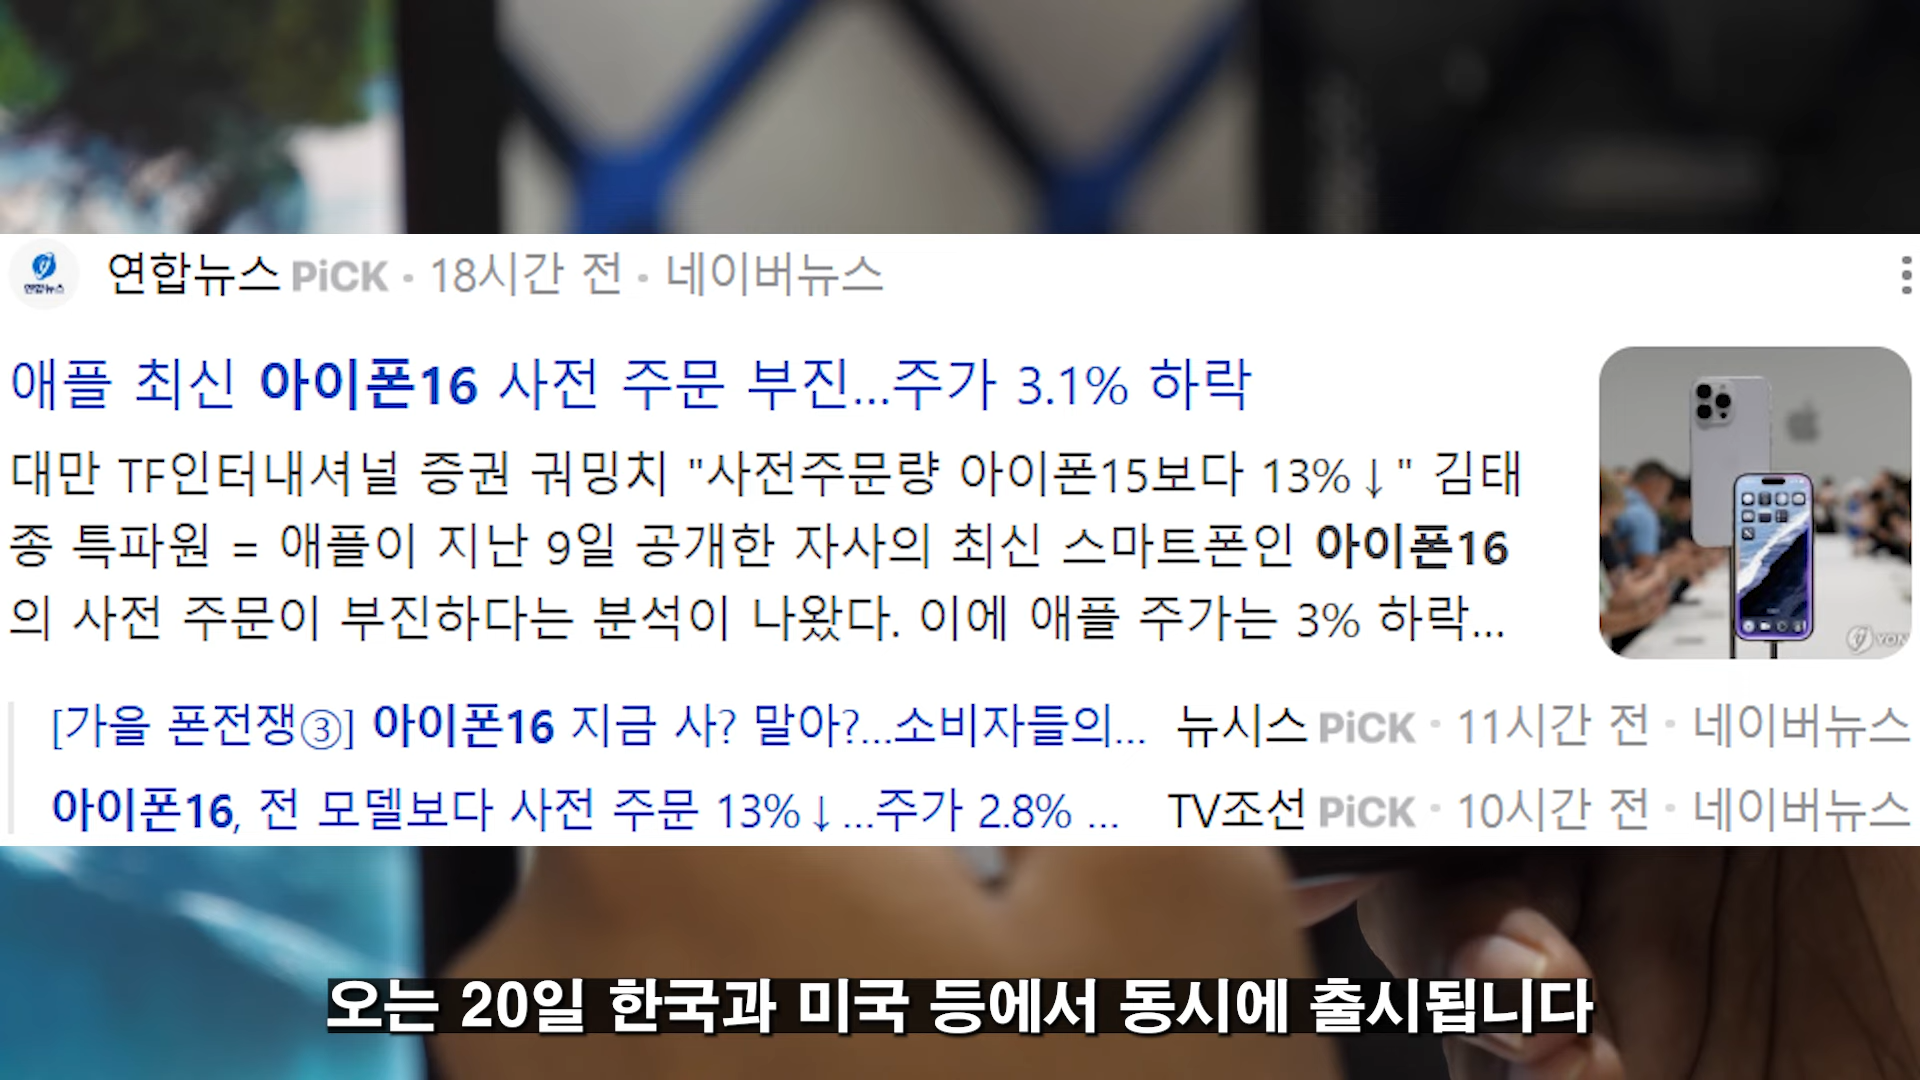 연합뉴스
연합뉴스 PiCK · 18시간 전 · 네이버뉴스
애플 최신 아이폰16 사전 주문 부진...주가 3.1% 하락
대만 TF인터내셔널 증권 궈밍치 "사전주문량 아이폰15보다 13%↓" 김태
종 특파원 = 애플이 지난 9일 공개한 자사의 최신 스마트폰인 아이폰16
의 사전 주문이 부진하다는 분석이 나왔다. 이에 애플 주가는 3% 하락...
YON
[가을 폰전쟁③] 아이폰16 지금 사? 말아?...소비자들의... 뉴시스 PiCK · 11시간 전 · 네이버뉴스
아이폰16, 전 모델보다 사전 주문 13%↓...주가 2.8% ... TV조선 PiCK · 10시간 전 · 네이버뉴스
오는 20일 한국과 미국 등에서 동시에 출시됩니다